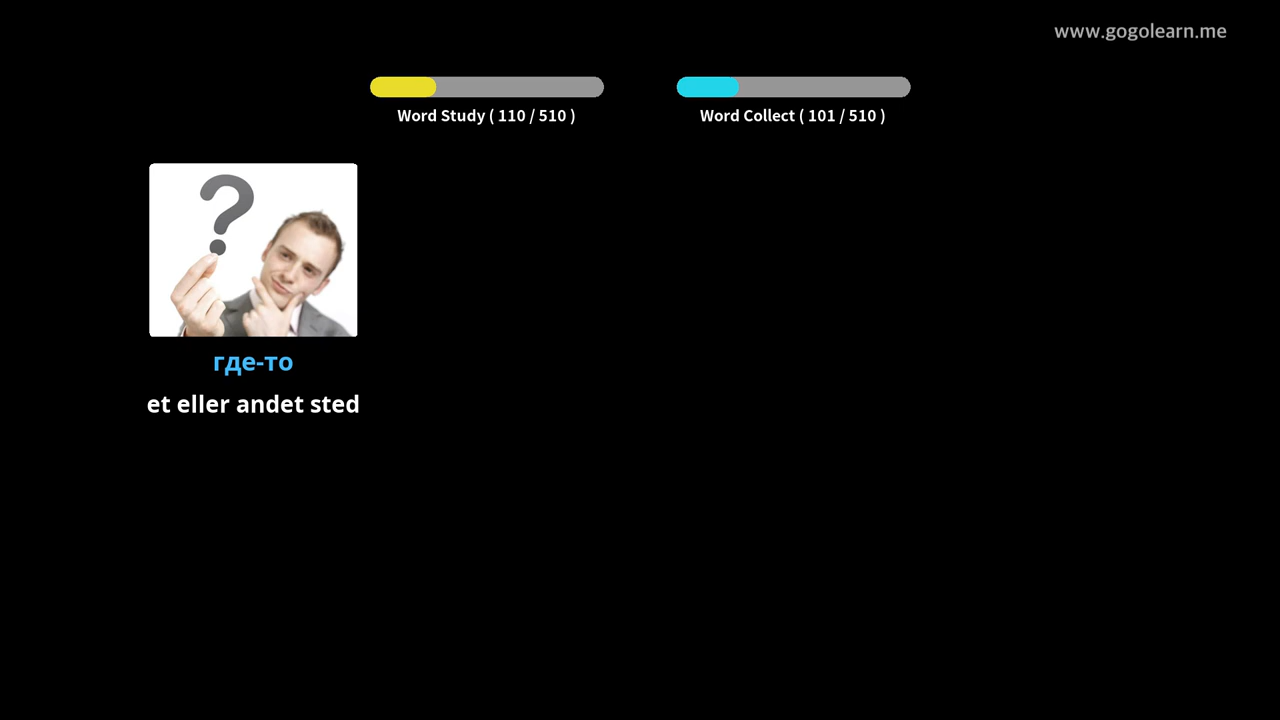 www.gogolearn.me
Word Study ( 110 / 510 )
Word Collect ( 101 / 510 )
?
где-то
et eller andet sted